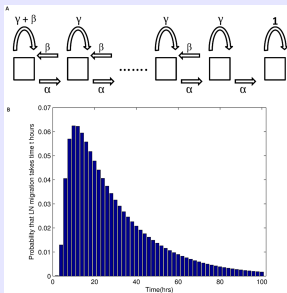 A
γ + β γ γ γ 1
β β β
α α α α
B
Probability that LN migration takes time t hours
0.07
0.06
0.05
0.04
0.03
0.02
0.01
0
0 20 40 60 80 100
Time(hrs)